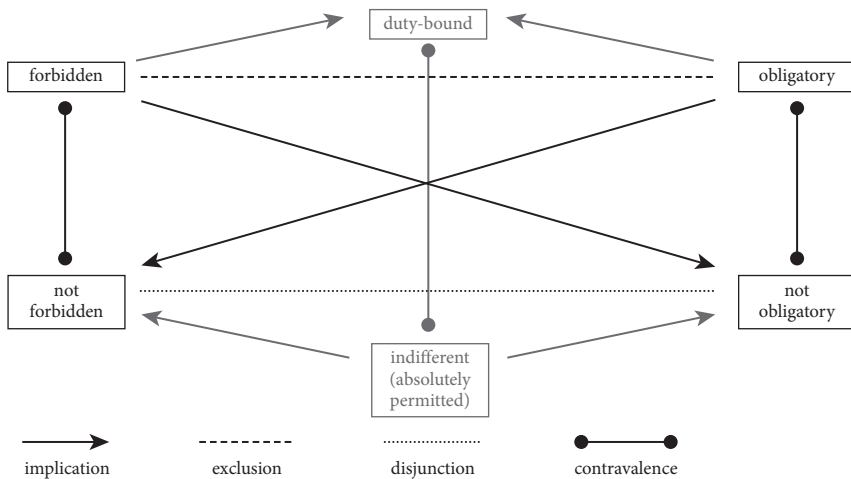 duty-bound
forbidden
obligatory
not
forbidden
not
obligatory
indifferent
(absolutely
permitted)
implication
exclusion
disjunction
contravalence